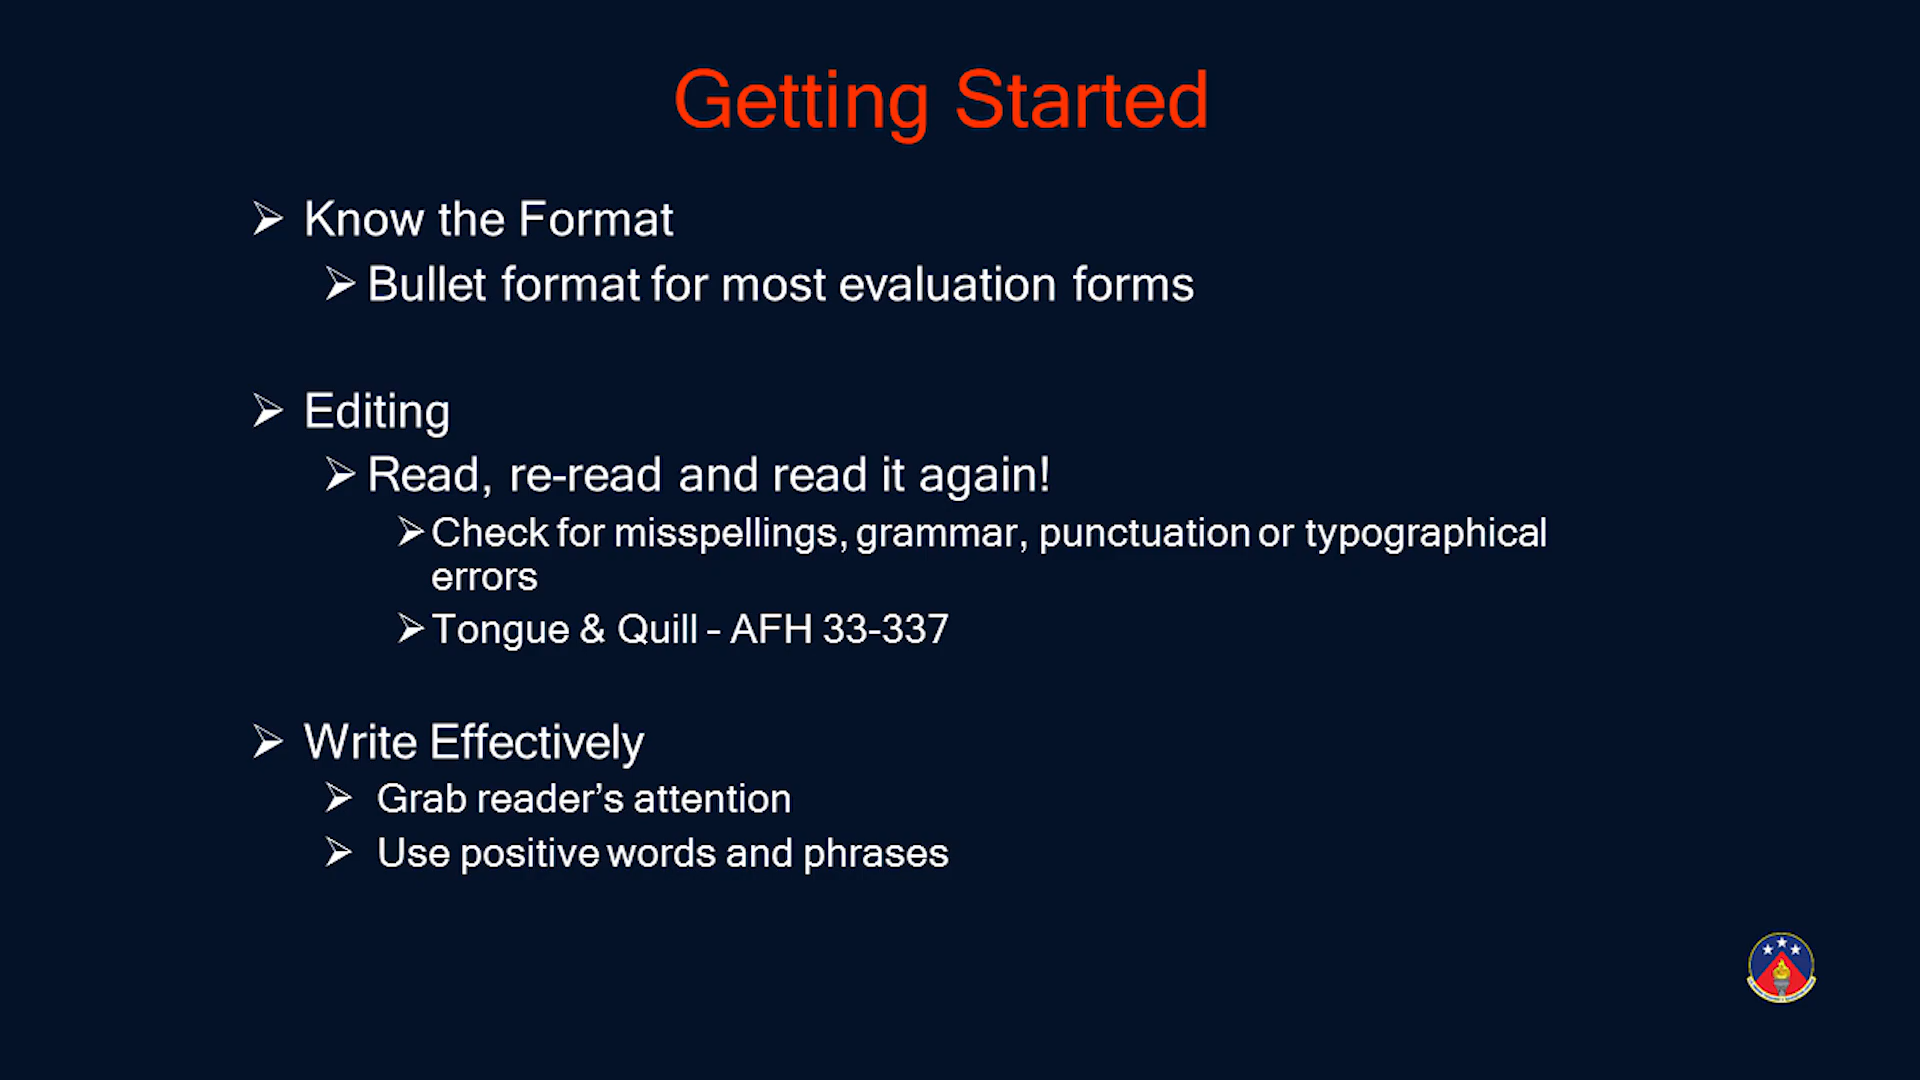 Getting Started
Know the Format
Bullet format for most evaluation forms
Editing
Read, re-read and read it again!
Check for misspellings, grammar, punctuation or typographical
errors
Tongue & Quill - AFH 33-337
Write Effectively
Grab reader’s attention
Use positive words and phrases